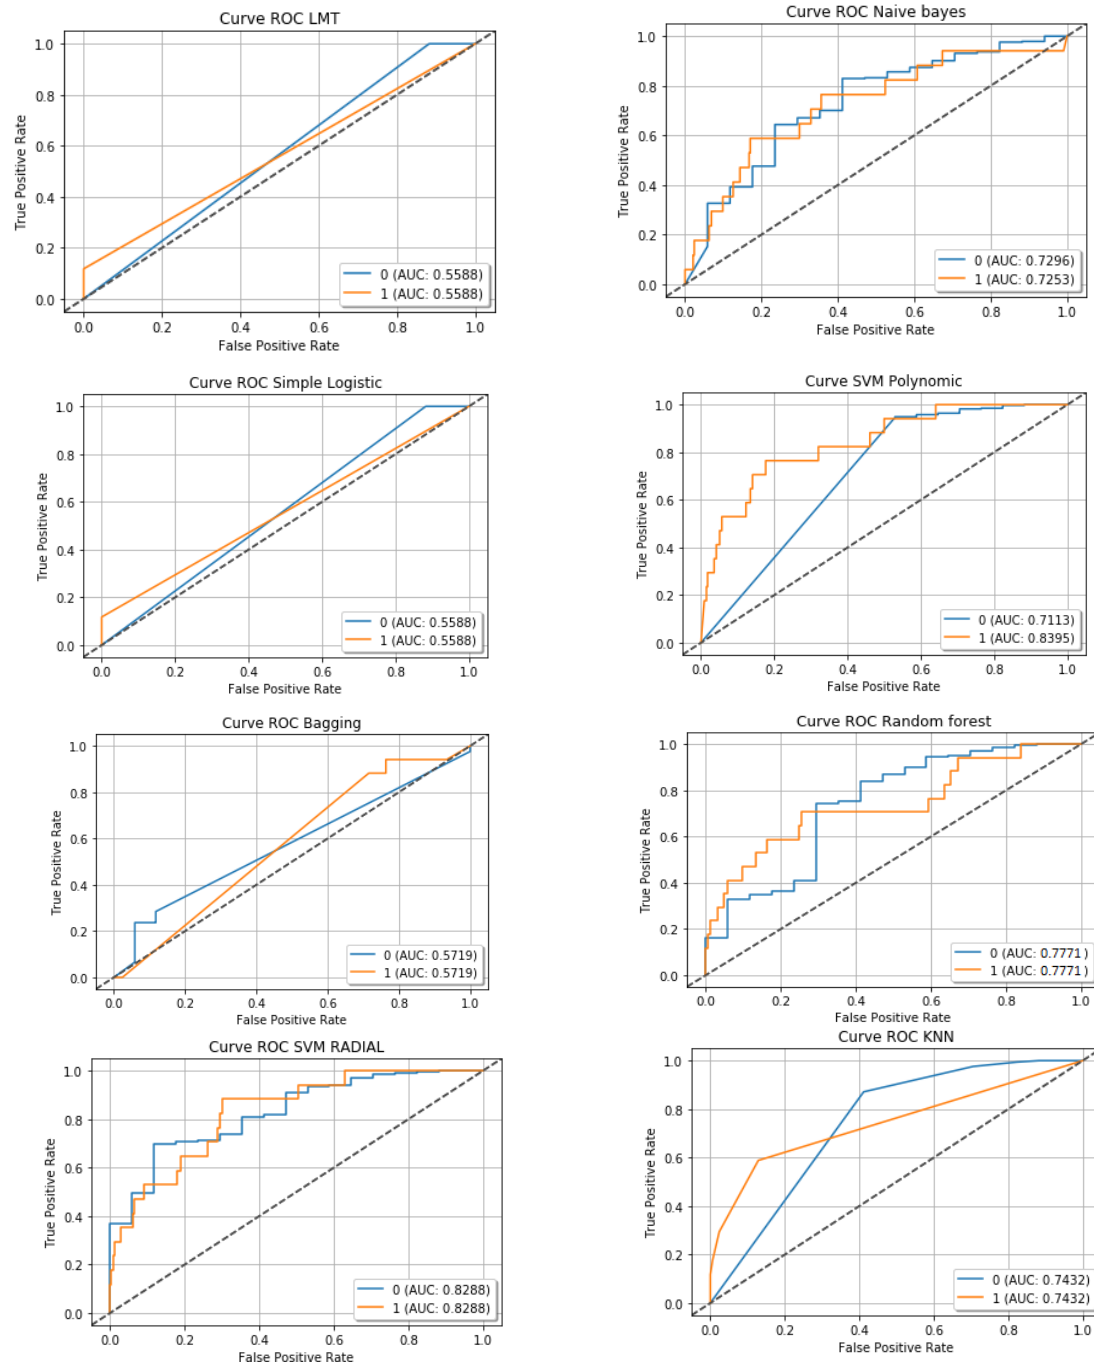 Curve ROC LMT
True Positive Rate
1.0
0.8
0.6
0.4
0.2
0.0
0 (AUC: 0.5588)
1 (AUC: 0.5588)
0.0 0.2 0.4 0.6 0.8 1.0
False Positive Rate
Curve ROC Naive bayes
True Positive Rate
1.0
0.8
0.6
0.4
0.2
0.0
0 (AUC: 0.7296)
1 (AUC: 0.7253)
0.0 0.2 0.4 0.6 0.8 1.0
False Positive Rate
Curve ROC Simple Logistic
True Positive Rate
1.0
0.8
0.6
0.4
0.2
0.0
0 (AUC: 0.5588)
1 (AUC: 0.5588)
0.0 0.2 0.4 0.6 0.8 1.0
False Positive Rate
Curve SVM Polynomic
True Positive Rate
1.0
0.8
0.6
0.4
0.2
0.0
0 (AUC: 0.7113)
1 (AUC: 0.8395)
0.0 0.2 0.4 0.6 0.8 1.0
False Positive Rate
Curve ROC Bagging
True Positive Rate
1.0
0.8
0.6
0.4
0.2
0.0
0 (AUC: 0.5719)
1 (AUC: 0.5719)
0.0 0.2 0.4 0.6 0.8 1.0
False Positive Rate
Curve ROC Random forest
True Positive Rate
1.0
0.8
0.6
0.4
0.2
0.0
0 (AUC: 0.7771)
1 (AUC: 0.7771)
0.0 0.2 0.4 0.6 0.8 1.0
False Positive Rate
Curve ROC SVM RADIAL
True Positive Rate
1.0
0.8
0.6
0.4
0.2
0.0
0 (AUC: 0.8288)
1 (AUC: 0.8288)
0.0 0.2 0.4 0.6 0.8 1.0
False Positive Rate
Curve ROC KNN
True Positive Rate
1.0
0.8
0.6
0.4
0.2
0.0
0 (AUC: 0.7432)
1 (AUC: 0.7432)
0.0 0.2 0.4 0.6 0.8 1.0
False Positive Rate